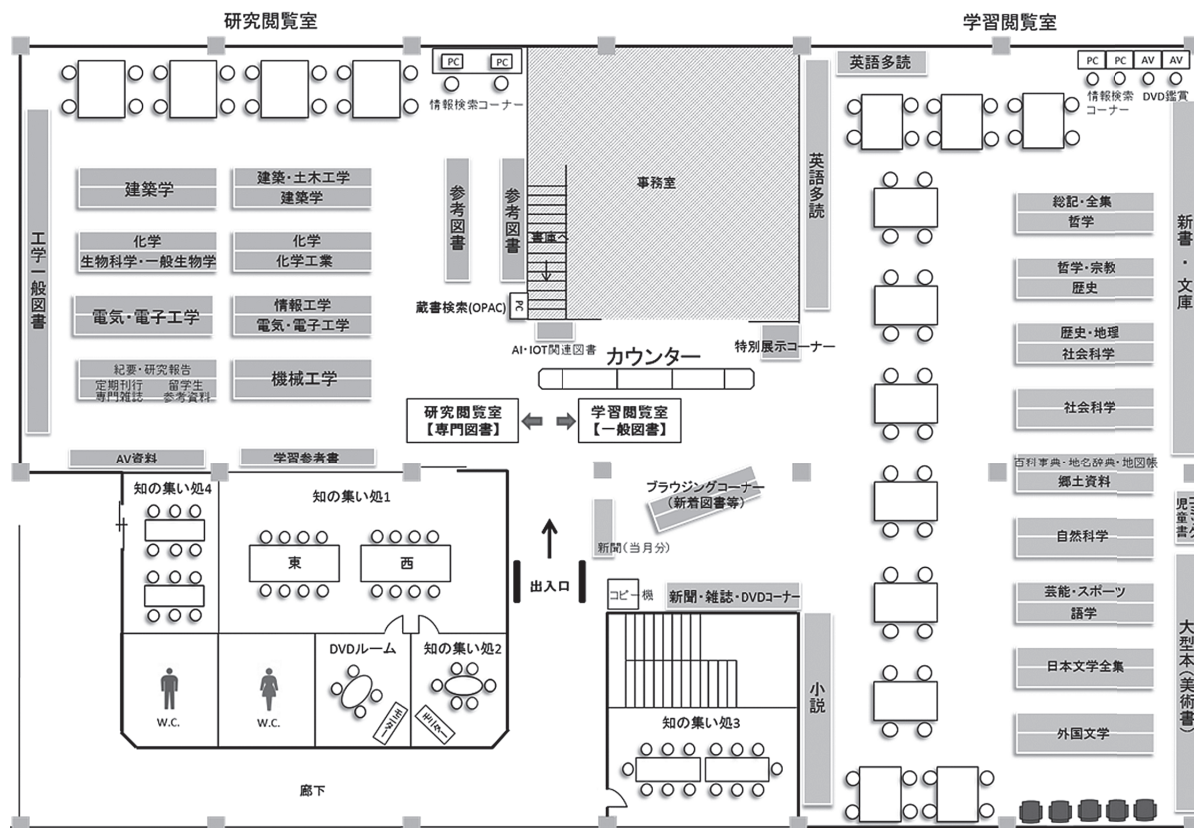 研究閲覧室
学習閲覧室
PC
PC
情報検索コーナー
英語多読
PC
PC
AV
AV
情報検索
コーナー
DVD鑑賞
工学一般図書
建築学
建築・土木工学
建築学
化学
生物科学・一般生物学
化学
化学工業
電気・電子工学
情報工学
電気・電子工学
紀要・研究報告
定期刊行
専門雑誌
留学生
参考資料
機械工学
AV資料
学習参考書
参考図書
参考図書
書庫へ
事務室
蔵書検索(OPAC)
PC
AI・IOT関連図書
カウンター
特別展示コーナー
英語多読
研究閲覧室
【専門図書】
学習閲覧室
【一般図書】
総記・全集
哲学
哲学・宗教
歴史
歴史・地理
社会科学
社会科学
百科事典・地名辞典・地図帳
郷土資料
自然科学
芸能・スポーツ
語学
日本文学全集
外国文学
新書・文庫
児童書
大型本(美術書)
知の集い処4
知の集い処1
東
西
出入口
ブラウジングコーナー
(新着図書等)
新聞(当月分)
コピー機
新聞・雑誌・DVDコーナー
W.C.
W.C.
DVDルーム
モニター
知の集い処2
モニター
知の集い処3
小説
廊下